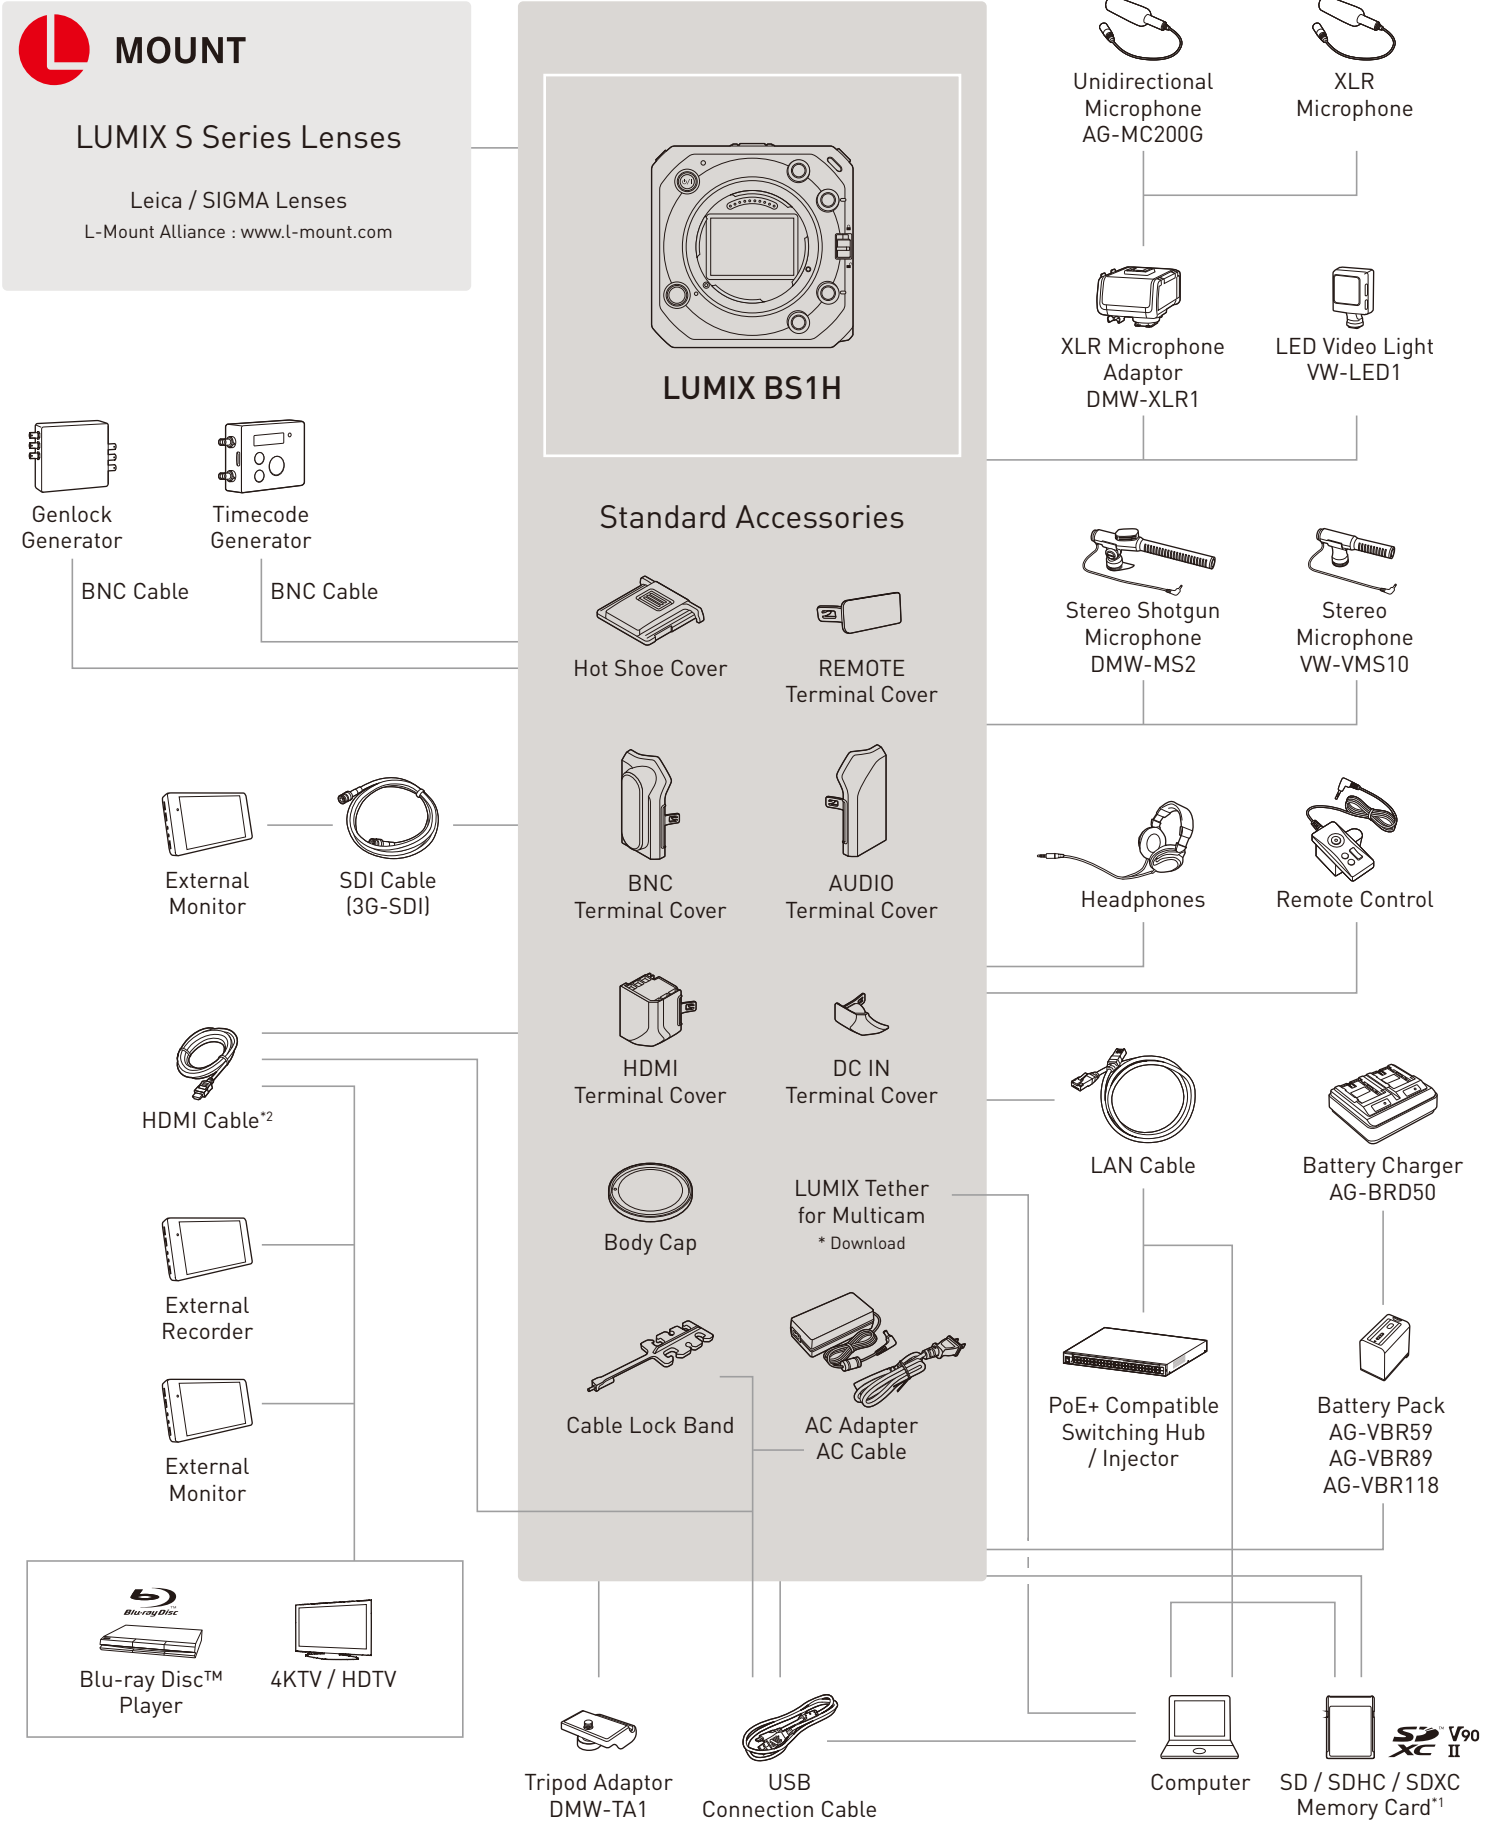 MOUNT
LUMIX S Series Lenses
Leica / SIGMA Lenses
L-Mount Alliance : www.l-mount.com
LUMIX BS1H
Unidirectional
Microphone
AG-MC200G
XLR
Microphone
XLR Microphone
Adaptor
DMW-XLR1
LED Video Light
VW-LED1
Genlock
Generator
Timecode
Generator
BNC Cable
BNC Cable
Standard Accessories
Hot Shoe Cover
REMOTE
Terminal Cover
Stereo Shotgun
Microphone
DMW-MS2
Stereo
Microphone
VW-VMS10
External
Monitor
SDI Cable
(3G-SDI)
BNC
Terminal Cover
AUDIO
Terminal Cover
Headphones
Remote Control
HDMI Cable*2
HDMI
Terminal Cover
DC IN
Terminal Cover
LAN Cable
Battery Charger
AG-BRD50
Body Cap
LUMIX Tether
for Multicam
* Download
External
Recorder
External
Monitor
Cable Lock Band
AC Adapter
AC Cable
PoE+ Compatible
Switching Hub
/ Injector
Battery Pack
AG-VBR59
AG-VBR89
AG-VBR118
Blu-ray Disc™
Blu-ray Disc™
Player
4KTV / HDTV
Tripod Adaptor
DMW-TA1
USB
Connection Cable
Computer
SD XC II ™ V90
SD / SDHC / SDXC
Memory Card*1